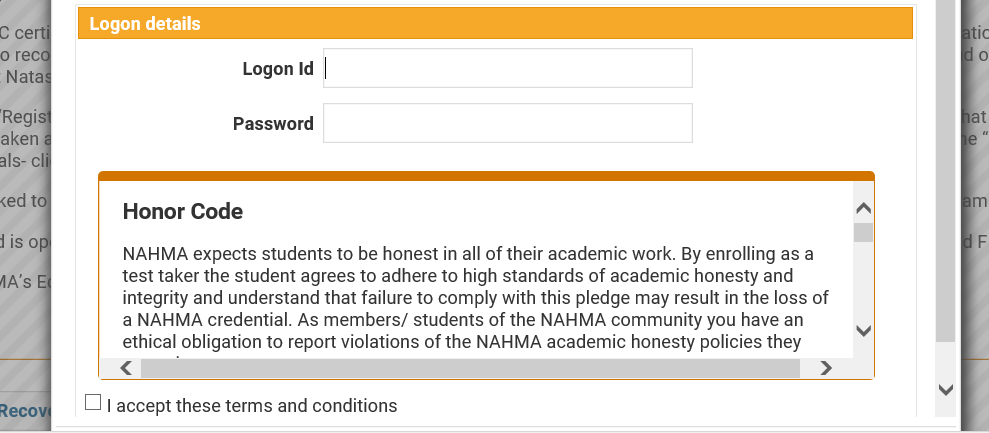 Logon details
Logon Id
Password
Honor Code
NAHMA expects students to be honest in all of their academic work. By enrolling as a
test taker the student agrees to adhere to high standards of academic honesty and
integrity and understand that failure to comply with this pledge may result in the loss of
a NAHMA credential. As members/ students of the NAHMA community you have an
ethical obligation to report violations of the NAHMA academic honesty policies they
I accept these terms and conditions